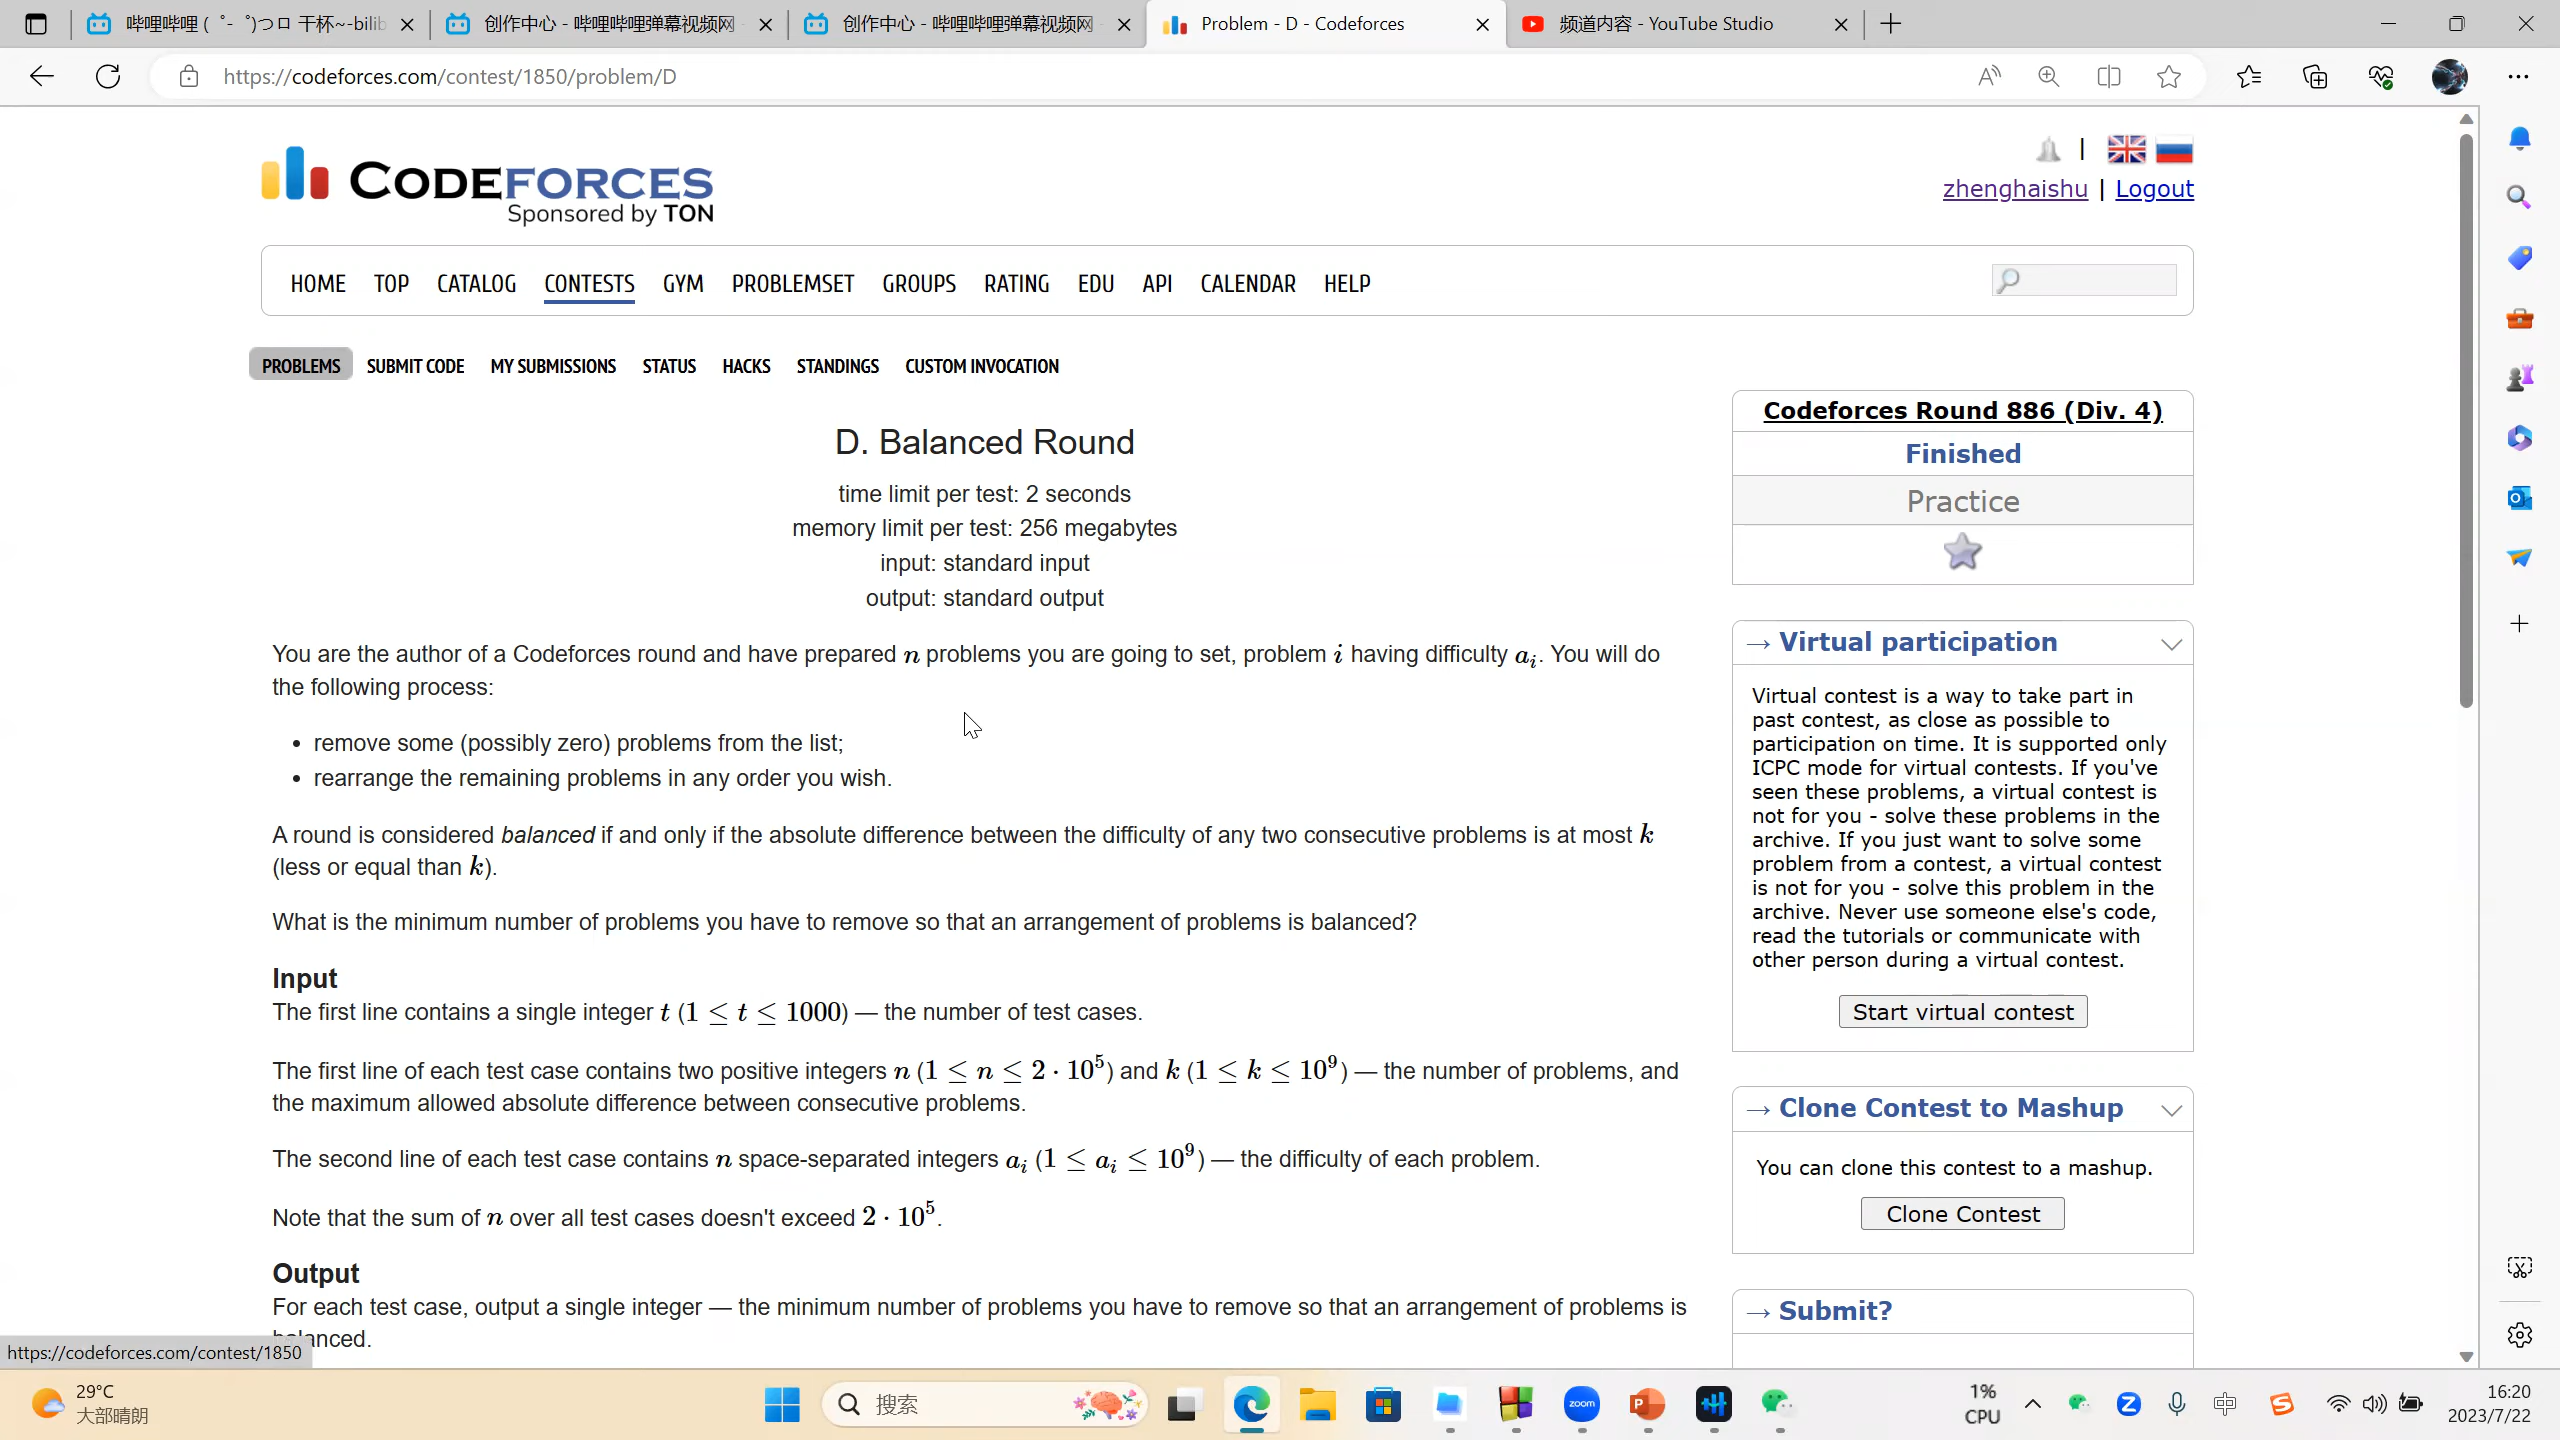 哔哩哔哩 (゜-゜)つロ 干杯~-bilib
创作中心 - 哔哩哔哩弹幕视频网
创作中心 - 哔哩哔哩弹幕视频网
Problem - D - Codeforces
频道内容 - YouTube Studio
https://codeforces.com/contest/1850/problem/D
CODEFORCES
Sponsored by TON
|
zhenghaishu | Logout
HOME TOP CATALOG CONTESTS GYM PROBLEMSET GROUPS RATING EDU API CALENDAR HELP
PROBLEMS SUBMIT CODE MY SUBMISSIONS STATUS HACKS STANDINGS CUSTOM INVOCATION
D. Balanced Round
time limit per test: 2 seconds
memory limit per test: 256 megabytes
input: standard input
output: standard output
You are the author of a Codeforces round and have prepared n problems you are going to set, problem i having difficulty aᵢ. You will do
the following process:
• remove some (possibly zero) problems from the list;
• rearrange the remaining problems in any order you wish.
A round is considered balanced if and only if the absolute difference between the difficulty of any two consecutive problems is at most k
(less or equal than k).
What is the minimum number of problems you have to remove so that an arrangement of problems is balanced?
Input
The first line contains a single integer t (1 ≤ t ≤ 1000) — the number of test cases.
The first line of each test case contains two positive integers n (1 ≤ n ≤ 2 · 10⁵) and k (1 ≤ k ≤ 10⁹) — the number of problems, and
the maximum allowed absolute difference between consecutive problems.
The second line of each test case contains n space-separated integers aᵢ (1 ≤ aᵢ ≤ 10⁹) — the difficulty of each problem.
Note that the sum of n over all test cases doesn't exceed 2 · 10⁵.
Output
For each test case, output a single integer — the minimum number of problems you have to remove so that an arrangement of problems is
balanced.
Codeforces Round 886 (Div. 4)
Finished
Practice
→ Virtual participation
Virtual contest is a way to take part in
past contest, as close as possible to
participation on time. It is supported only
ICPC mode for virtual contests. If you've
seen these problems, a virtual contest is
not for you - solve these problems in the
archive. If you just want to solve some
problem from a contest, a virtual contest
is not for you - solve this problem in the
archive. Never use someone else's code,
read the tutorials or communicate with
other person during a virtual contest.
Start virtual contest
→ Clone Contest to Mashup
You can clone this contest to a mashup.
Clone Contest
→ Submit?
https://codeforces.com/contest/1850
29°C
大部晴朗
搜索
zoom
1%
CPU
中
16:20
2023/7/22